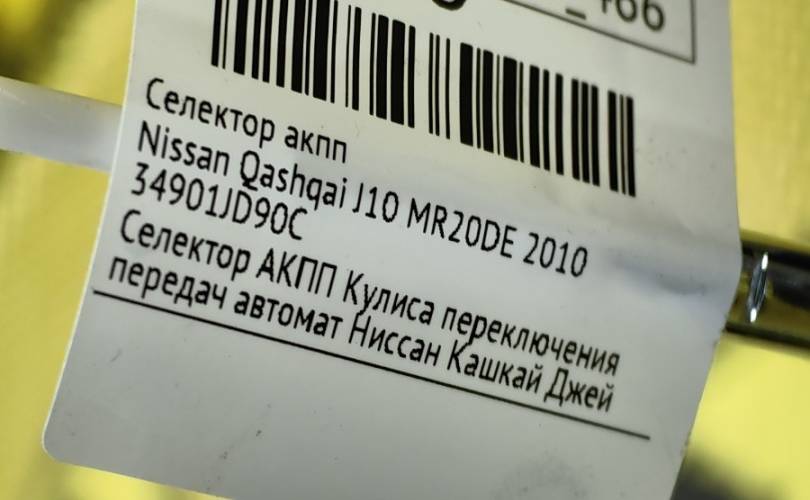 Селектор акпп
Nissan Qashqai J10 MR20DE 2010
34901JD90C
Селектор АКПП Кулиса переключения
передач автомат Ниссан Кашкай Джей